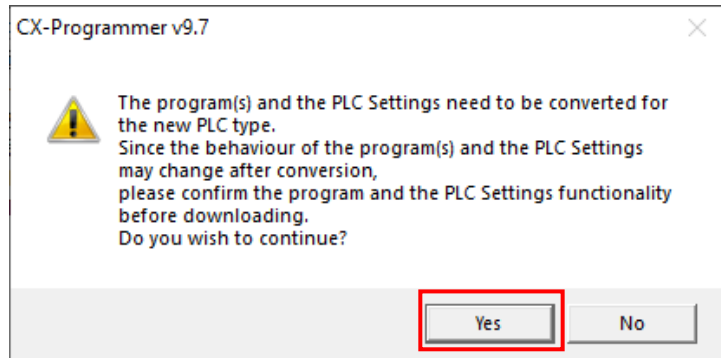 CX-Programmer v9.7
The program(s) and the PLC Settings need to be converted for
the new PLC type.
Since the behaviour of the program(s) and the PLC Settings
may change after conversion,
please confirm the program and the PLC Settings functionality
before downloading.
Do you wish to continue?
Yes
No